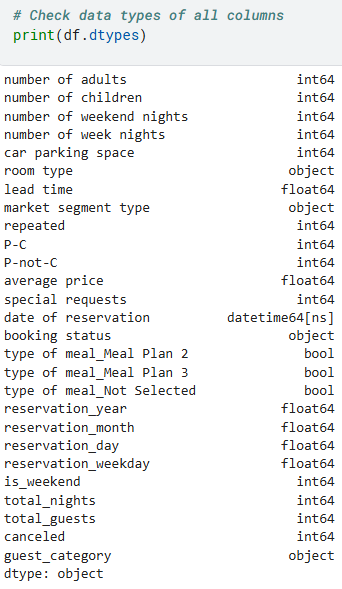 # Check data types of all columns
print(df.dtypes)
number of adults int64
number of children int64
number of weekend nights int64
number of week nights int64
car parking space int64
room type object
lead time float64
market segment type object
repeated int64
P-C int64
P-not-C int64
average price float64
special requests int64
date of reservation datetime64[ns]
booking status object
type of meal_Meal Plan 2 bool
type of meal_Meal Plan 3 bool
type of meal_Not Selected bool
reservation_year float64
reservation_month float64
reservation_day float64
reservation_weekday float64
is_weekend int64
total_nights int64
total_guests int64
canceled int64
guest_category object
dtype: object